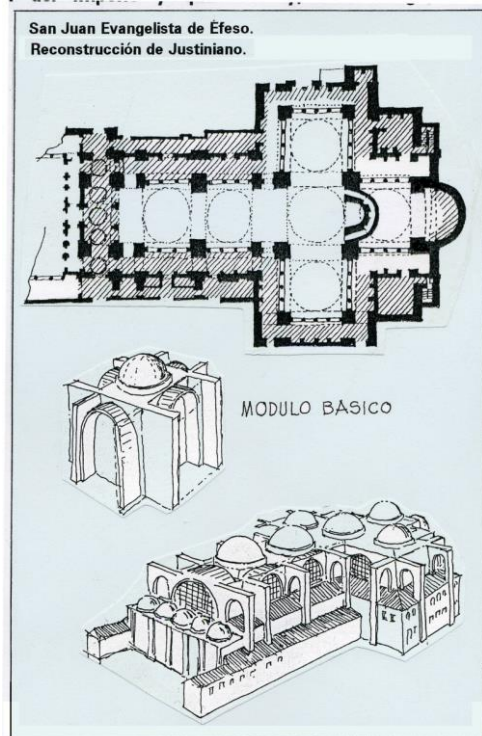 San Juan Evangelista de Éfeso.
Reconstrucción de Justiniano.
MODULO BASICO